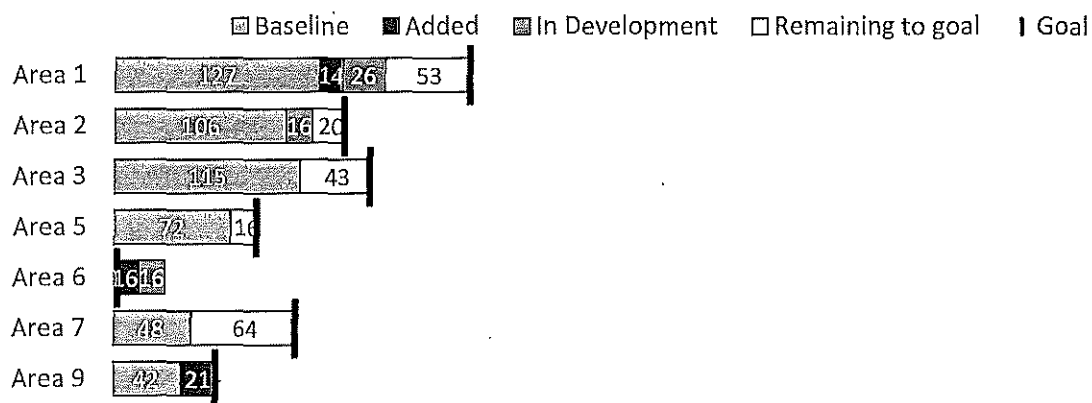 Baseline Added In Development Remaining to goal Goal
Area 1 127 14 26 53
Area 2 106 16 20
Area 3 115 43
Area 5 72 16
Area 6 16 16
Area 7 48 64
Area 9 42 21